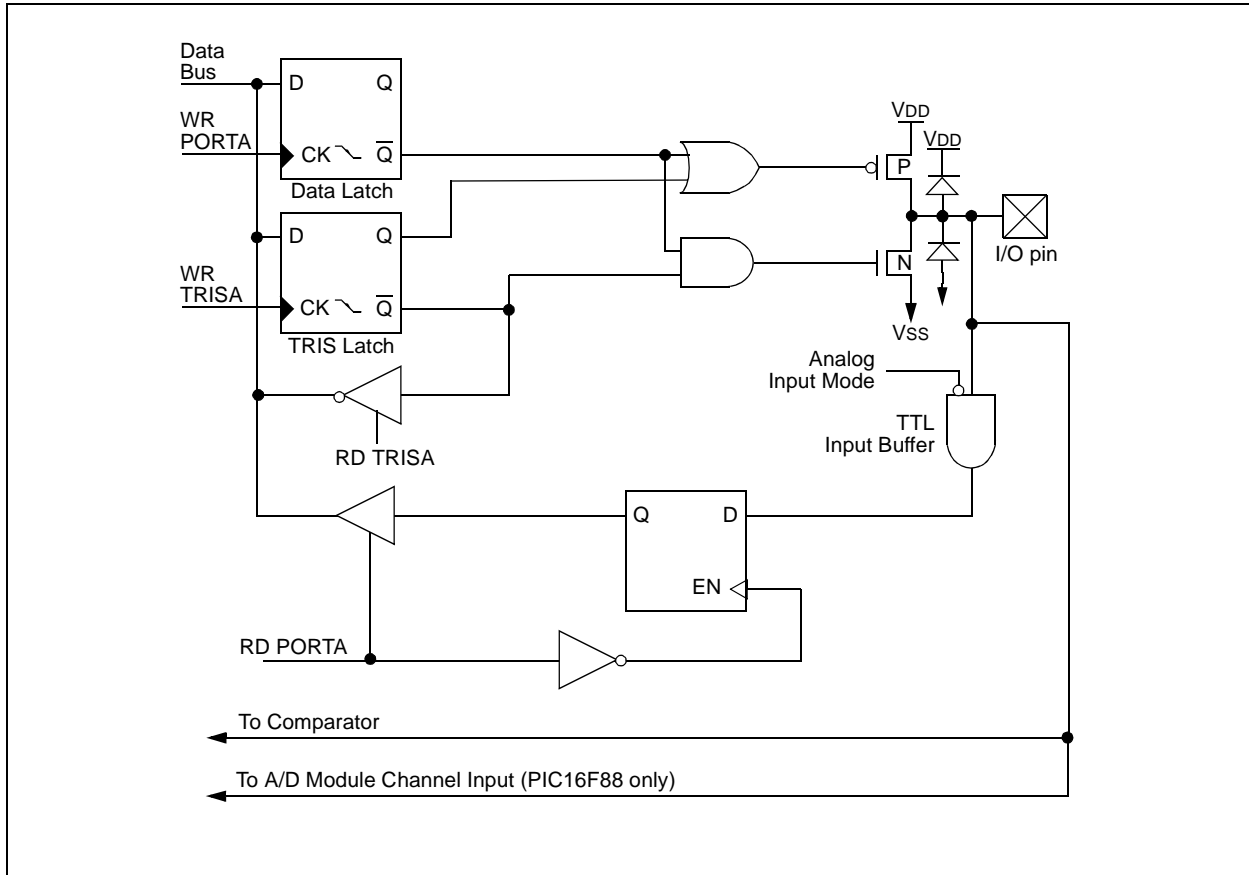 Data
Bus
D
Q
VDD
WR
PORTA
VDD
CK
Q̅
P
Data Latch
D
Q
I/O pin
N
WR
TRISA
CK
Q̅
VSS
TRIS Latch
Analog
Input Mode
TTL
Input Buffer
RD TRISA
Q
D
EN
RD PORTA
To Comparator
To A/D Module Channel Input (PIC16F88 only)